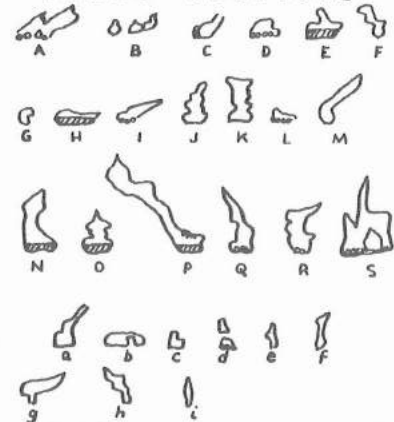 A B C D E F
G H I J K L M
N O P Q R S
a b c d e f
g h i